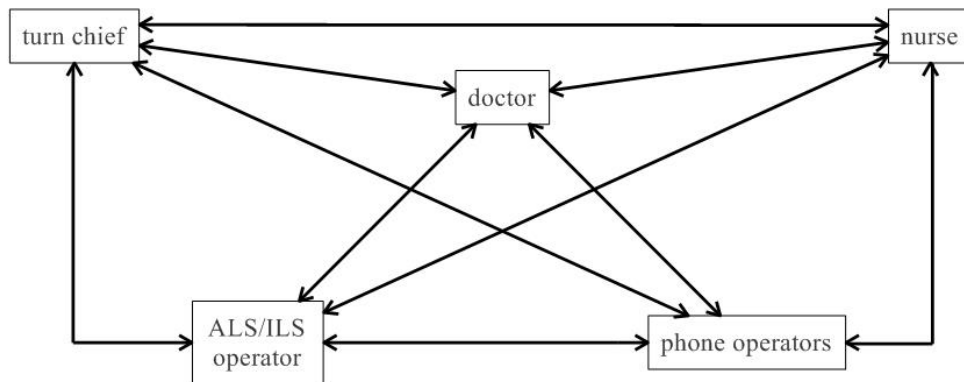 turn chief
nurse
doctor
ALS/ILS
operator
phone operators